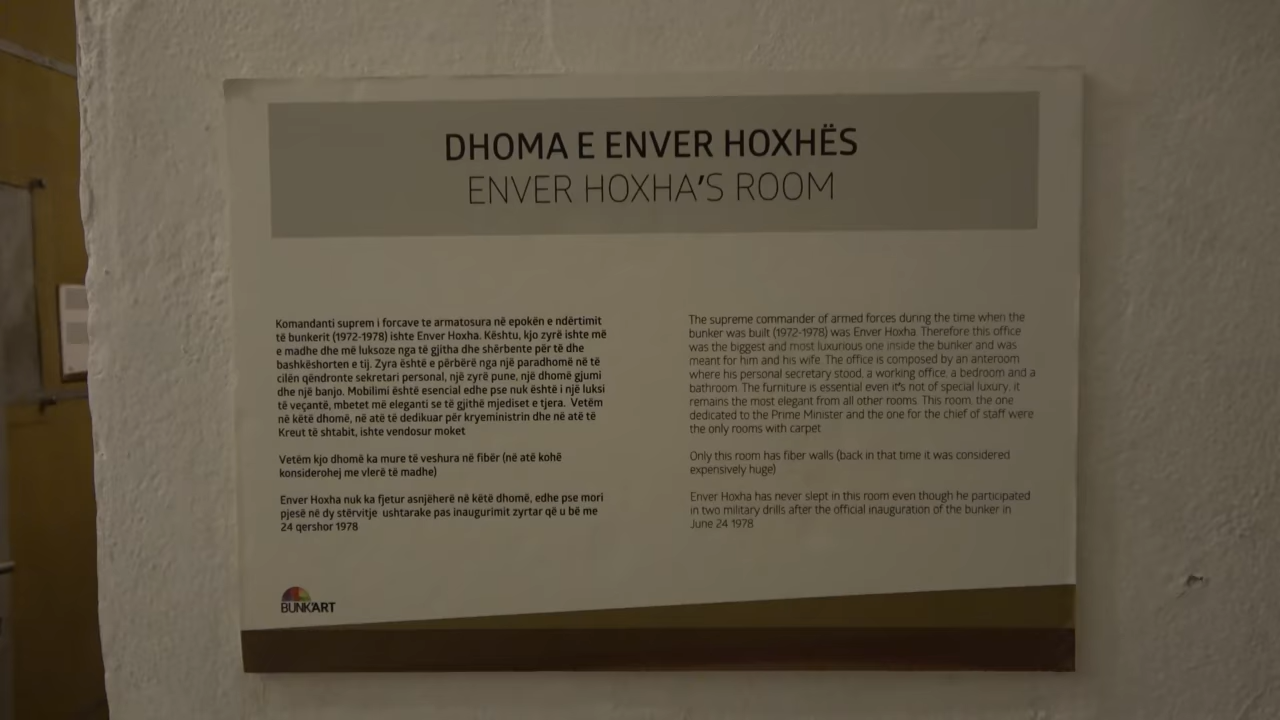 DHOMA E ENVER HOXHËS
ENVER HOXHA'S ROOM
Komandanti suprem i forcave te armatosura në epokën e ndërtimit
të bunkerit (1972-1978) ishte Enver Hoxha. Kështu, kjo zyrë ishte më
e madhe dhe më luksoze nga të gjitha dhe shërbente për të dhe
bashkëshorten e tij. Zyra është e përbërë nga një paradhomë në të
cilën qëndronte sekretari personal, një zyrë pune, një dhomë gjumi
dhe një banjo. Mobilimi është esencial edhe pse nuk është i një luksi
të veçantë, mbetet më eleganti se të gjithë mjediset e tjera. Vetëm
në këtë dhomë, në atë të dedikuar për kryeministrin dhe në atë të
Kreut të shtabit, ishte vendosur moket
Vetëm kjo dhomë ka mure të veshura në fibër (në atë kohë
konsiderohej me vlerë të madhe)
Enver Hoxha nuk ka fjetur asnjëherë në këtë dhomë, edhe pse mori
pjesë në dy stërvitje ushtarake pas inaugurimit zyrtar që u bë me
24 qershor 1978
The supreme commander of armed forces during the time when the
bunker was built (1972-1978) was Enver Hoxha. Therefore this office
was the biggest and most luxurious one inside the bunker and was
meant for him and his wife. The office is composed by an anteroom
where his personal secretary stood, a working office, a bedroom and a
bathroom. The furniture is essential even it's not of special luxury, it
remains the most elegant from all other rooms. This room, the one
dedicated to the Prime Minister and the one for the chief of staff were
the only rooms with carpet
Only this room has fiber walls (back in that time it was considered
expensively huge)
Enver Hoxha has never slept in this room even though he participated
in two military drills after the official inauguration of the bunker in
June 24 1978
BUNK'ART